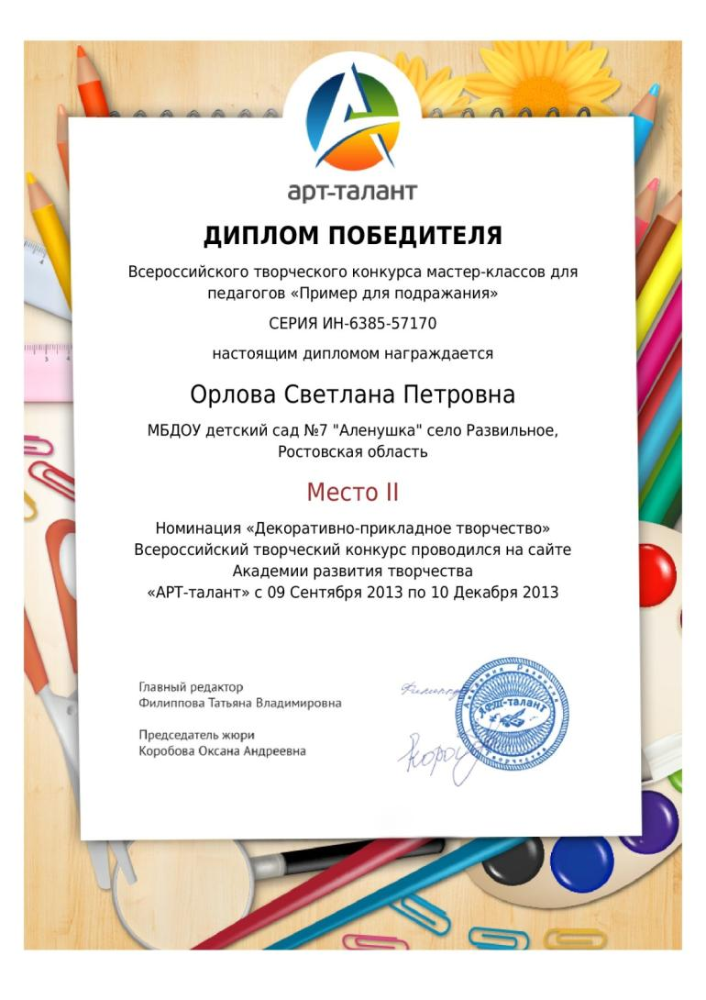 арт-талант
ДИПЛОМ ПОБЕДИТЕЛЯ
Всероссийского творческого конкурса мастер-классов для
педагогов «Пример для подражания»
СЕРИЯ ИН-6385-57170
настоящим дипломом награждается
Орлова Светлана Петровна
МБДОУ детский сад №7 "Аленушка" село Развильное,
Ростовская область
Место II
Номинация «Декоративно-прикладное творчество»
Всероссийский творческий конкурс проводился на сайте
Академии развития творчества
«АРТ-талант» с 09 Сентября 2013 по 10 Декабря 2013
Главный редактор
Филиппова Татьяна Владимировна
Председатель жюри
Коробова Оксана Андреевна
Академия Развития
АРТ-талант
Творчества